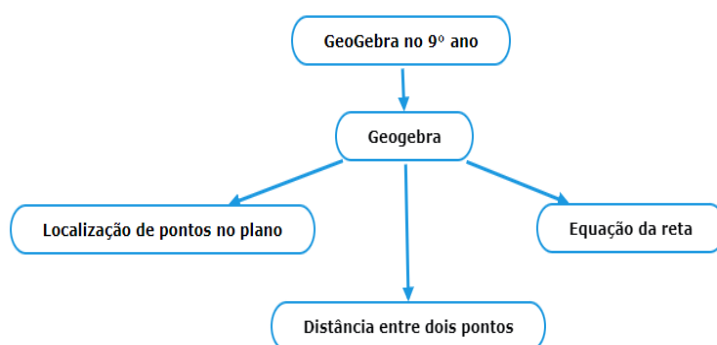 GeoGebra no 9º ano
Geogebra
Localização de pontos no plano
Equação da reta
Distância entre dois pontos